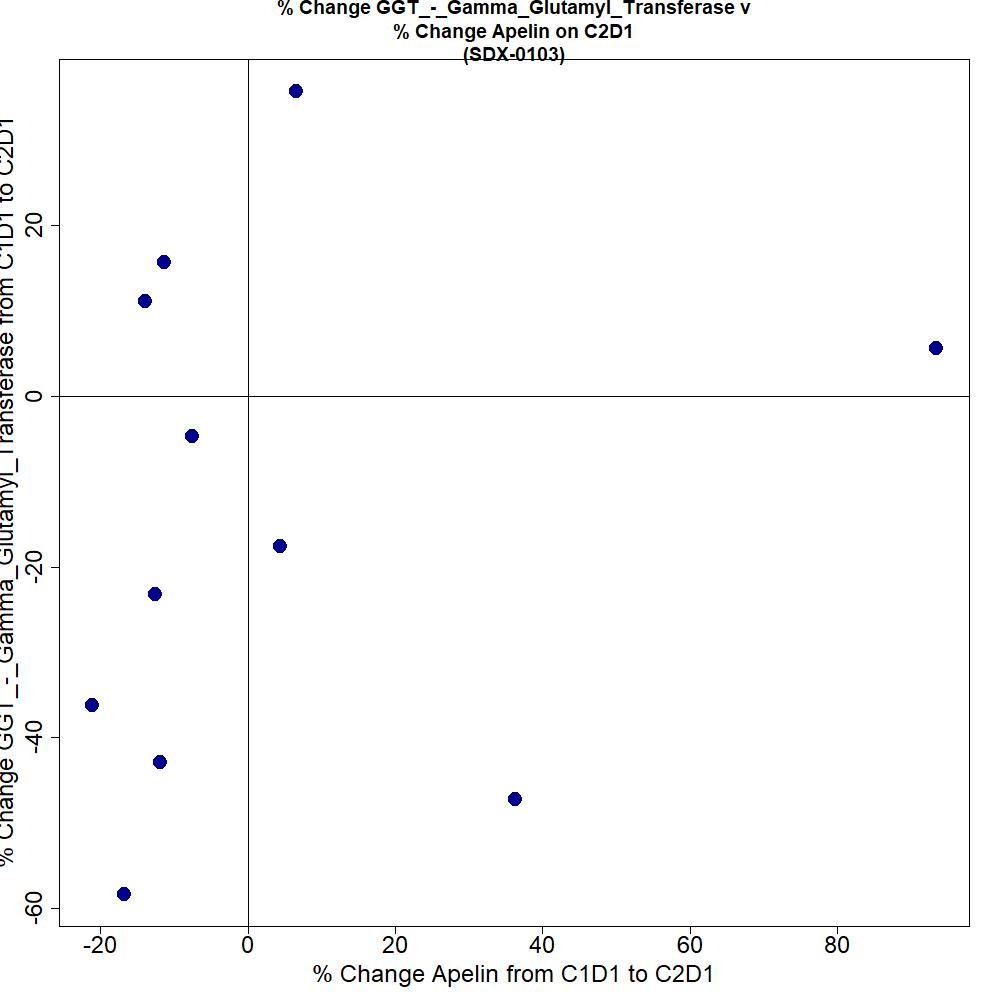 % Change GGT_-_Gamma_Glutamyl_Transferase v
% Change Apelin on C2D1
(SDX-0103)
% Change GGT_-_Gamma_Glutamyl_Transferase from C1D1 to C2D1
20
0
-20
-40
-60
-20 0 20 40 60 80
% Change Apelin from C1D1 to C2D1